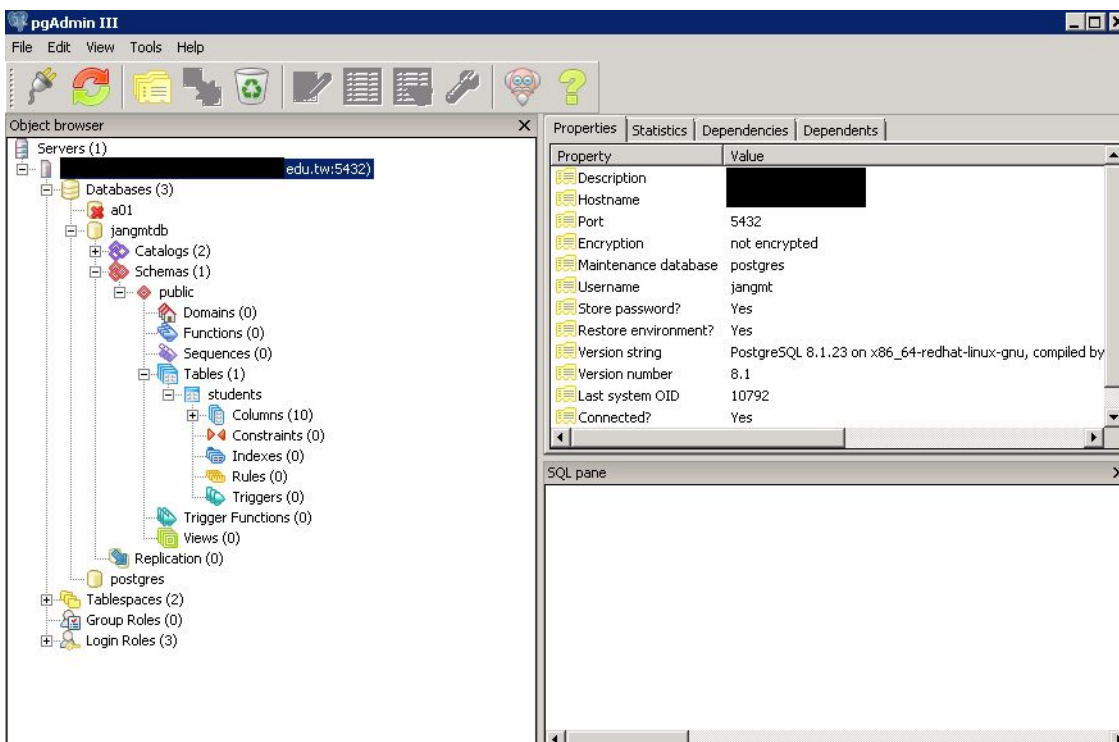 pgAdmin III
File Edit View Tools Help
Object browser
Servers (1)
edu.tw:5432)
Databases (3)
a01
jangmtdb
Catalogs (2)
Schemas (1)
public
Domains (0)
Functions (0)
Sequences (0)
Tables (1)
students
Columns (10)
Constraints (0)
Indexes (0)
Rules (0)
Triggers (0)
Trigger Functions (0)
Views (0)
Replication (0)
postgres
Tablespaces (2)
Group Roles (0)
Login Roles (3)
Properties Statistics Dependencies Dependents
Property Value
Description
Hostname
Port 5432
Encryption not encrypted
Maintenance database postgres
Username jangmt
Store password? Yes
Restore environment? Yes
Version string PostgreSQL 8.1.23 on x86_64-redhat-linux-gnu, compiled by
Version number 8.1
Last system OID 10792
Connected? Yes
SQL pane